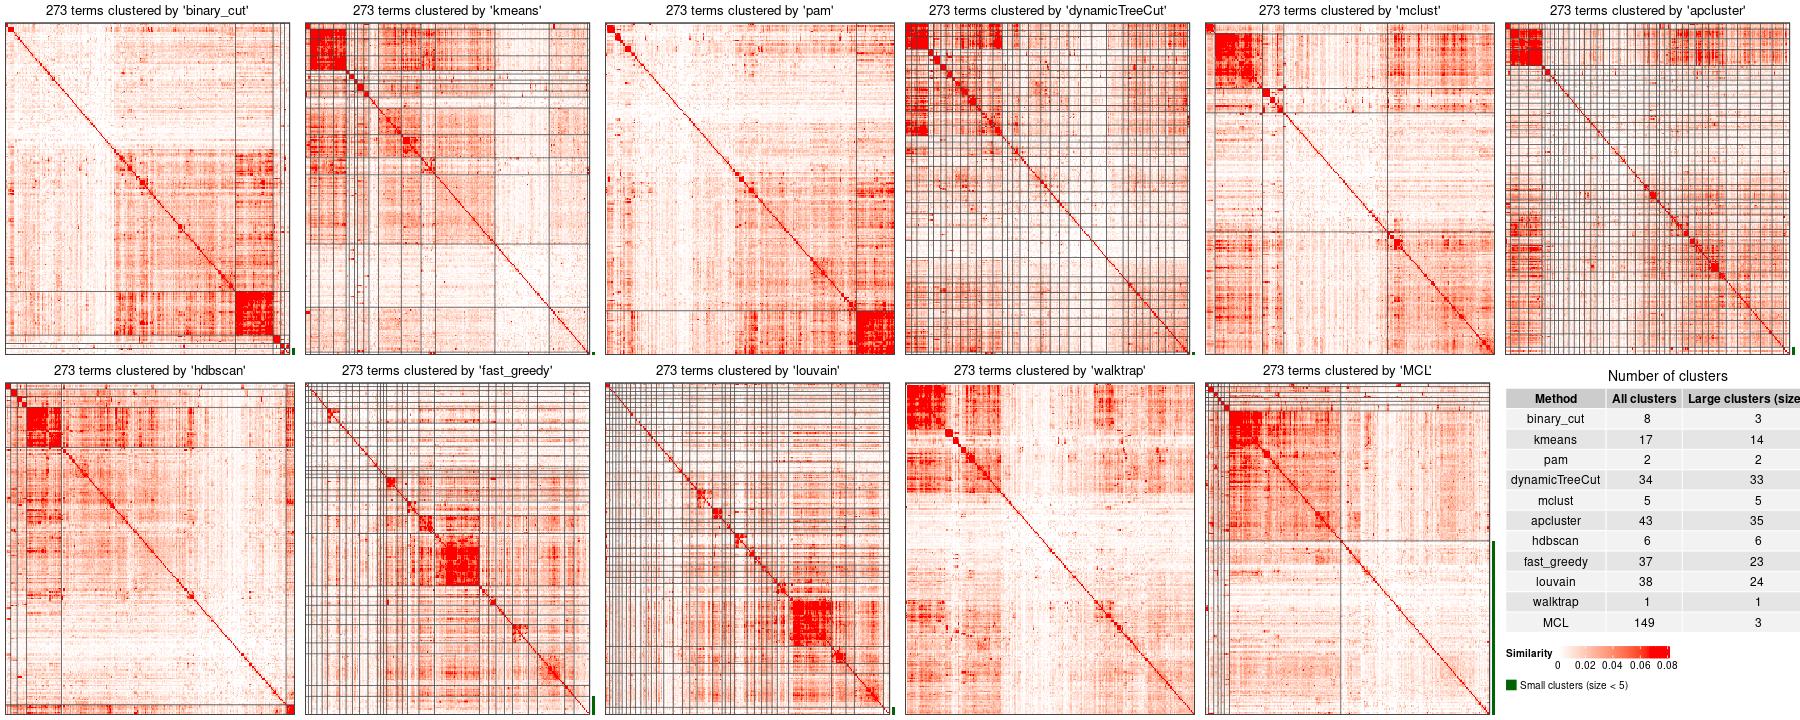 273 terms clustered by 'binary_cut'
273 terms clustered by 'kmeans'
273 terms clustered by 'pam'
273 terms clustered by 'dynamicTreeCut'
273 terms clustered by 'mclust'
273 terms clustered by 'apcluster'
273 terms clustered by 'hdbscan'
273 terms clustered by 'fast_greedy'
273 terms clustered by 'louvain'
273 terms clustered by 'walktrap'
273 terms clustered by 'MCL'
Number of clusters
Method All clusters Large clusters (size
binary_cut 8 3
kmeans 17 14
pam 2 2
dynamicTreeCut 34 33
mclust 5 5
apcluster 43 35
hdbscan 6 6
fast_greedy 37 23
louvain 38 24
walktrap 1 1
MCL 149 3
Similarity
0 0.02 0.04 0.06 0.08
Small clusters (size < 5)